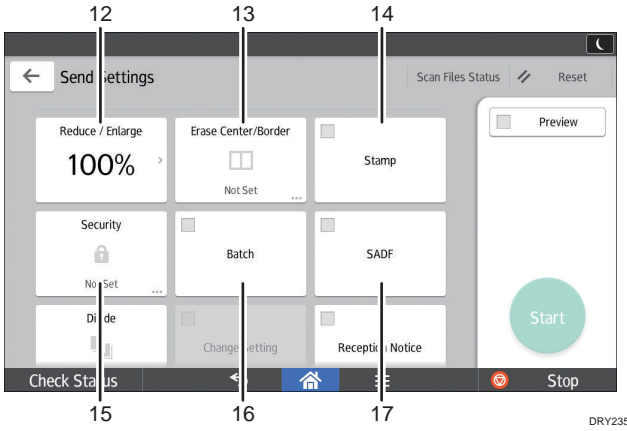 12 13 14
Send Settings
Scan Files Status
Reset
Reduce / Enlarge
100%
Erase Center/Border
Not Set
Stamp
Preview
Security
Not Set
Batch
SADF
Divide
Change Setting
Reception Notice
Start
Check Status
Stop
15 16 17
DRY235